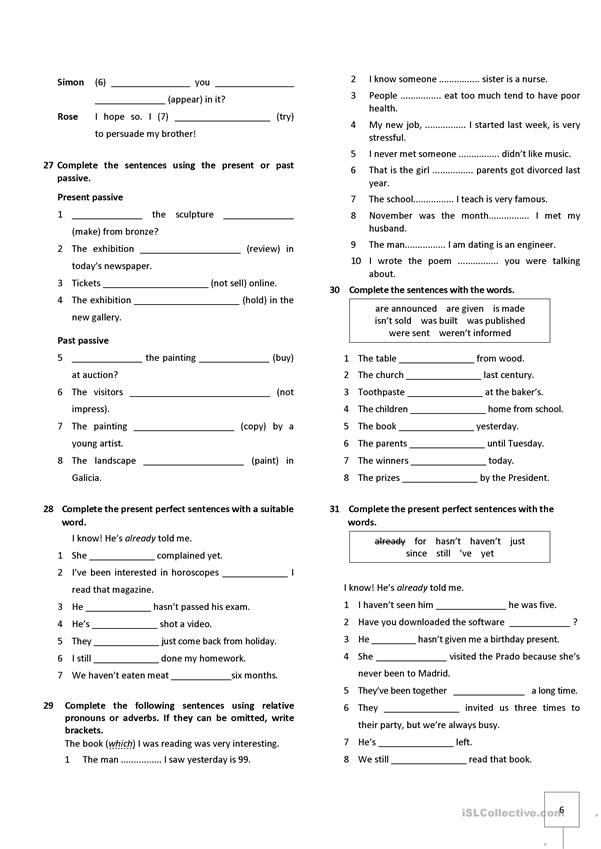 Simon (6) ________________ you ________________
______________ (appear) in it?
Rose I hope so. I (7) ___________________ (try)
to persuade my brother!
27 Complete the sentences using the present or past
passive.
Present passive
1 ______________ the sculpture ______________
(make) from bronze?
2 The exhibition ____________________ (review) in
today's newspaper.
3 Tickets _____________________ (not sell) online.
4 The exhibition _____________________ (hold) in the
new gallery.
Past passive
5 ______________ the painting ______________ (buy)
at auction?
6 The visitors ____________________________ (not
impress).
7 The painting ____________________ (copy) by a
young artist.
8 The landscape ____________________ (paint) in
Galicia.
28 Complete the present perfect sentences with a suitable
word.
I know! He's already told me.
1 She _____________ complained yet.
2 I've been interested in horoscopes _____________ I
read that magazine.
3 He _____________ hasn't passed his exam.
4 He's _____________ shot a video.
5 They _____________ just come back from holiday.
6 I still _____________ done my homework.
7 We haven't eaten meat ____________six months.
29 Complete the following sentences using relative
pronouns or adverbs. If they can be omitted, write
brackets.
The book (which) I was reading was very interesting.
1 The man ................ I saw yesterday is 99.
2 I know someone ................ sister is a nurse.
3 People ................ eat too much tend to have poor
health.
4 My new job, ................ I started last week, is very
stressful.
5 I never met someone ................ didn't like music.
6 That is the girl ................ parents got divorced last
year.
7 The school................ I teach is very famous.
8 November was the month................ I met my
husband.
9 The man................ I am dating is an engineer.
10 I wrote the poem ................ you were talking
about.
30 Complete the sentences with the words.
are announced are given is made
isn't sold was built was published
were sent weren't informed
1 The table _______________ from wood.
2 The church _______________ last century.
3 Toothpaste _______________ at the baker's.
4 The children _______________ home from school.
5 The book _______________ yesterday.
6 The parents _______________ until Tuesday.
7 The winners _______________ today.
8 The prizes _______________ by the President.
31 Complete the present perfect sentences with the
words.
already for hasn't haven't just
since still 've yet
I know! He's already told me.
1 I haven't seen him ______________ he was five.
2 Have you downloaded the software ____________ ?
3 He _________ hasn't given me a birthday present.
4 She ______________ visited the Prado because she's
never been to Madrid.
5 They've been together ______________ a long time.
6 They _______________ invited us three times to
their party, but we're always busy.
7 He's _______________ left.
8 We still _______________ read that book.
6
iSLCollective.com